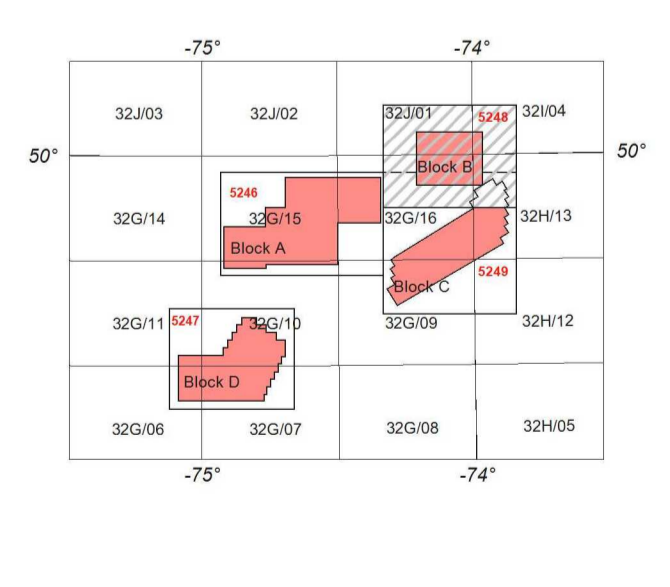 -75° -74°
32J/03 32J/02 32J/01 5248 32I/04
50° 50°
Block B
5246
32G/14 32G/15 32G/16 32H/13
Block A
5249
Block C
32G/11 5247 32G/10 32G/09 32H/12
Block D
32G/06 32G/07 32G/08 32H/05
-75° -74°